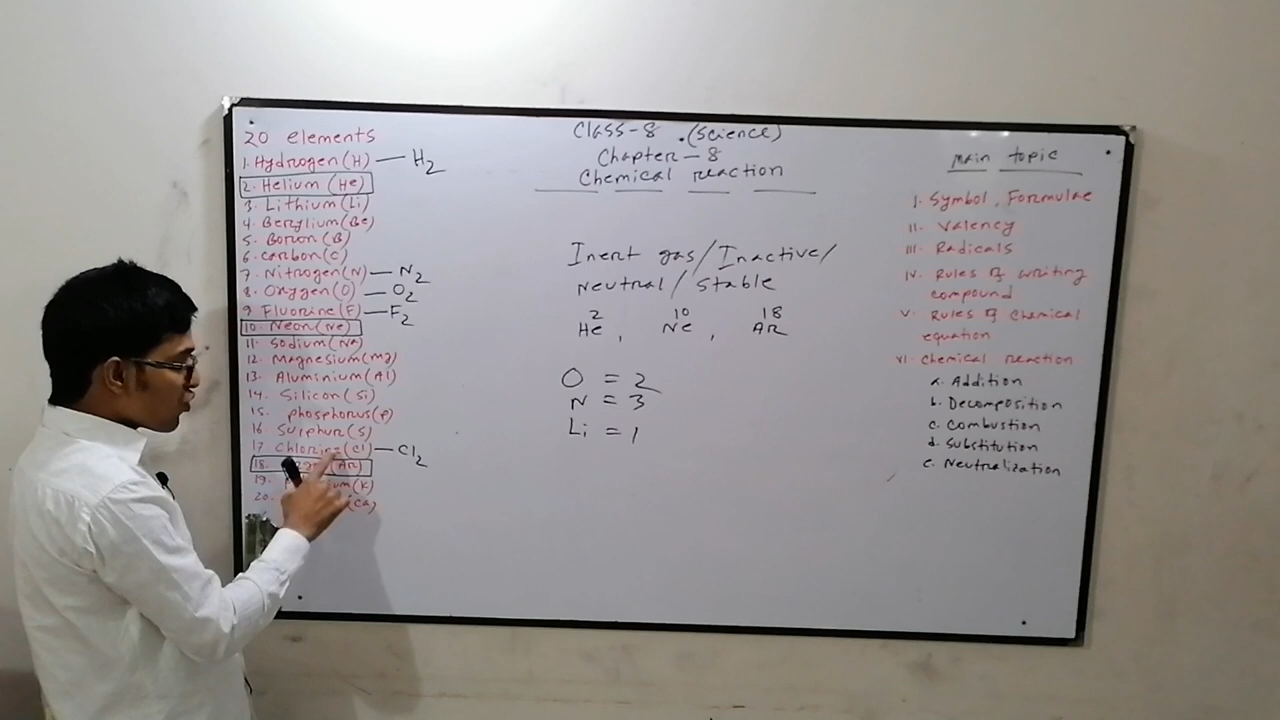 20 elements
1. Hydrogen (H) — H2
2. Helium (He)
3. Lithium (Li)
4. Berylium (Be)
5. Boron (B)
6. carbon (C)
7. Nitrogen (N) — N2
8. Oxygen (O) — O2
9. Fluorine (F) — F2
10. Neon (Ne)
11. Sodium (Na)
12. Magnesium (Mg)
13. Aluminium (Al)
14. Silicon (Si)
15. phosphorus (P)
16. Sulphur (S)
17. Chlorine (Cl) — Cl2
18. (Ar)
19. (K)
20. (Ca)
Class-8 (Science)
Chapter-8
Chemical reaction
Inert gas/Inactive/
Neutral/Stable
2 10 18
He, Ne, Ar
O = 2
N = 3
Li = 1
Main topic
I. Symbol, Formulae
II. Valency
III. Radicals
IV. Rules of writing
compound
V. Rules of Chemical
equation
VI. Chemical reaction
a. Addition
b. Decomposition
c. Combustion
d. Substitution
e. Neutralization